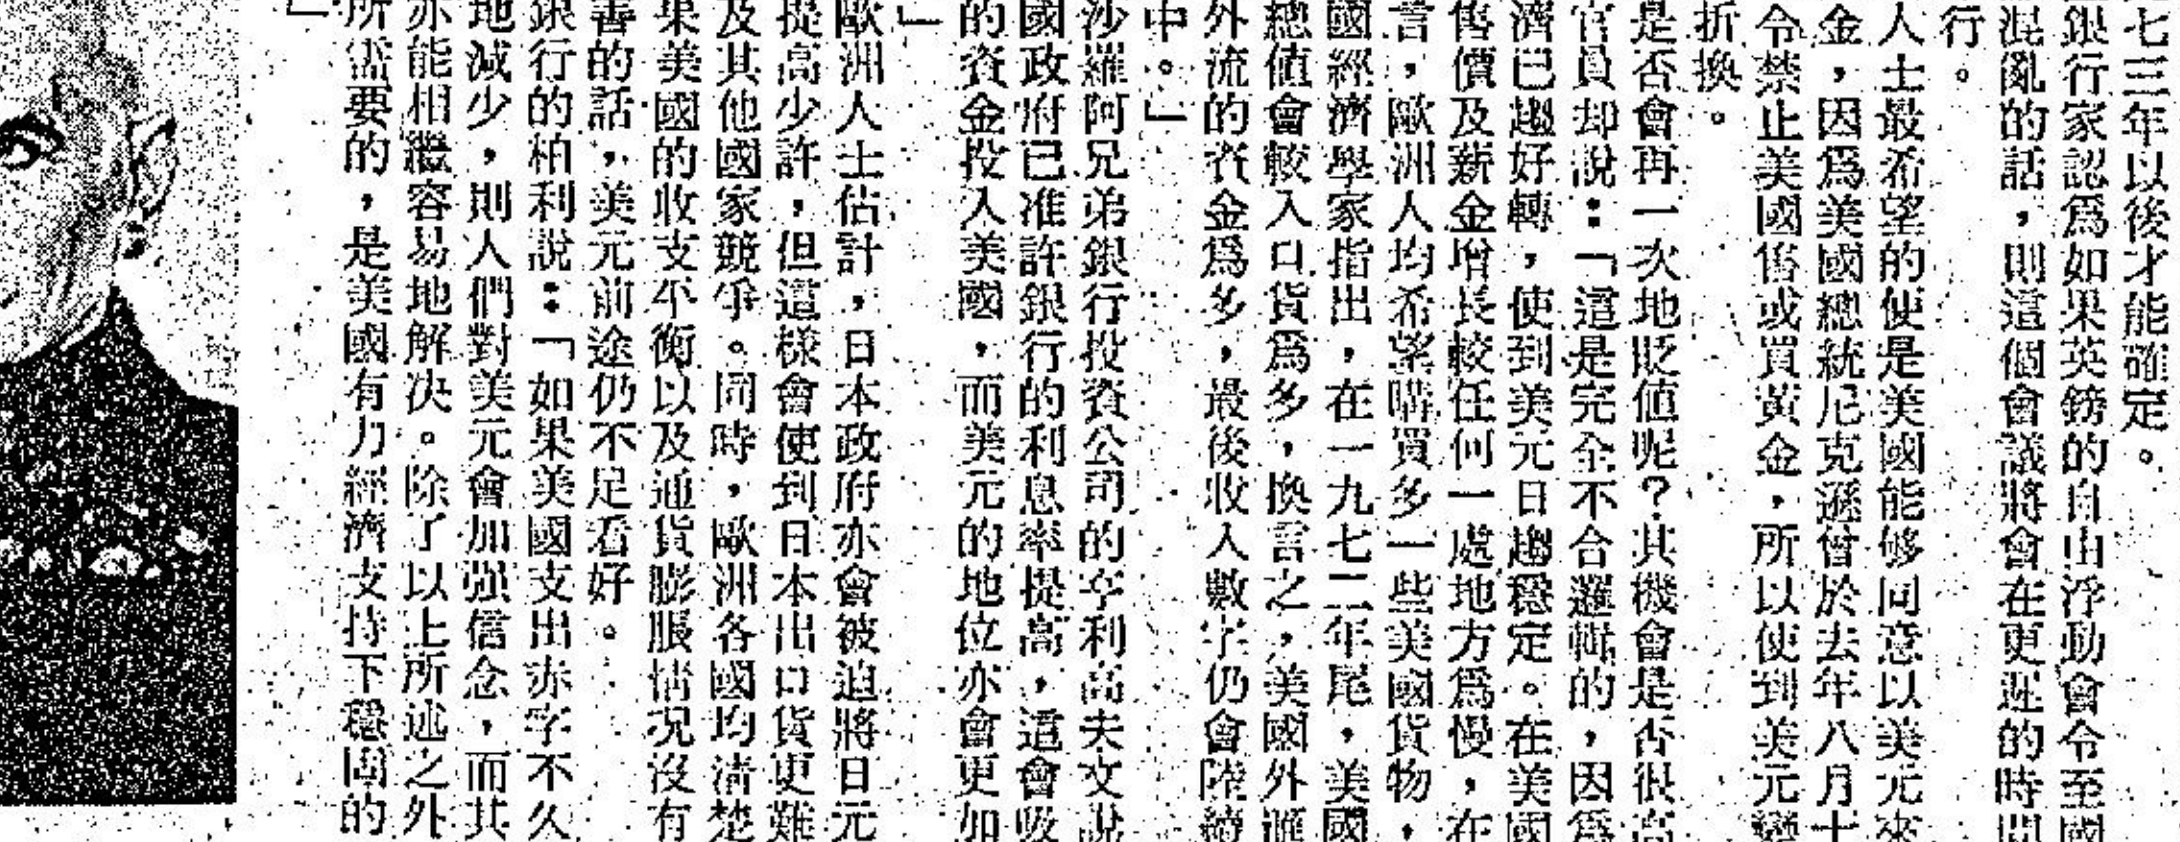 七三年以後才能確定。
銀行家認爲如果英鎊的自由浮動會令至國
混亂的話，則這個會議將會在更遲的時間
行。
人士最希望的便是美國能够同意以美元來
金，因爲美國總統尼克遜曾於去年八月十
令禁止美國售或買黃金，所以使到美元變
折換。
是否會再一次地貶値呢？其機會是否很高
官員却說：「這是完全不合邏輯的，因爲
濟已趨好轉，使到美元日趨穩定。在美國
售價及薪金增長較任何一處地方爲慢，在
言，歐洲人均希望購買多一些美國貨物，
國經濟學家指出，在一九七二年尾，美國
總値會較入口貨爲多，換言之，美國外滙
外流的資金爲多，最後收入數字仍會陸續
中。」
沙羅阿兄弟銀行投資公司的亨利高夫文說
國政府已准許銀行的利息率提高，這會吸
的資金投入美國，而美元的地位亦會更加
」
歐洲人士估計，日本政府亦會被迫將日元
提高少許，但這樣會使到日本出口貨更難
及其他國家競爭。同時，歐洲各國均清楚
果美國的收支平衡以及通貨膨脹情况沒有
善的話，美元前途仍不足看好。
銀行的柏利說：「如果美國支出赤字不久
地減少，則人們對美元會加强信念，而其
亦能相繼容易地解决。除了以上所述之外
所需要的，是美國有力經濟支持下穩固的
」